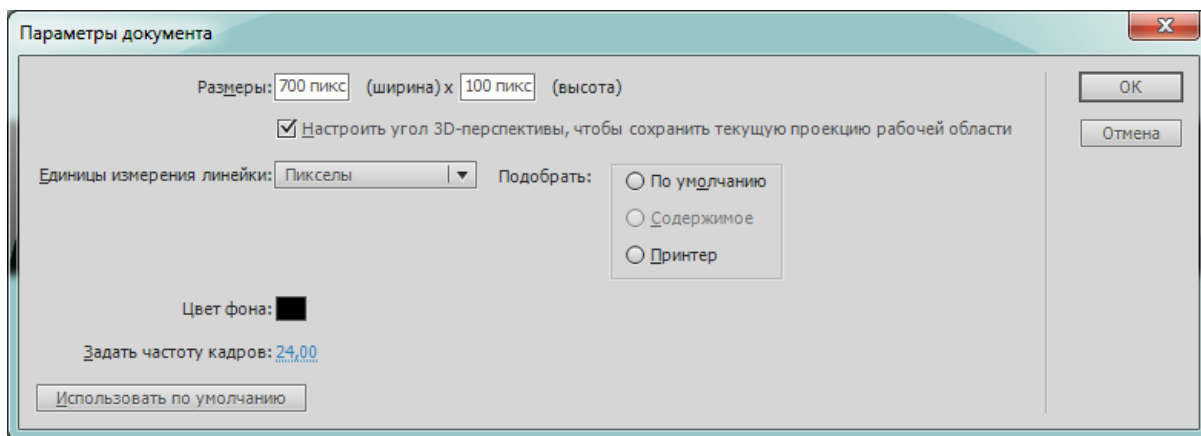 Параметры документа
Размеры: 700 пикс (ширина) x 100 пикс (высота)
OK
Настроить угол 3D-перспективы, чтобы сохранить текущую проекцию рабочей области
Отмена
Единицы измерения линейки: Пикселы Подобрать:
По умолчанию
Содержимое
Принтер
Цвет фона:
Задать частоту кадров: 24,00
Использовать по умолчанию